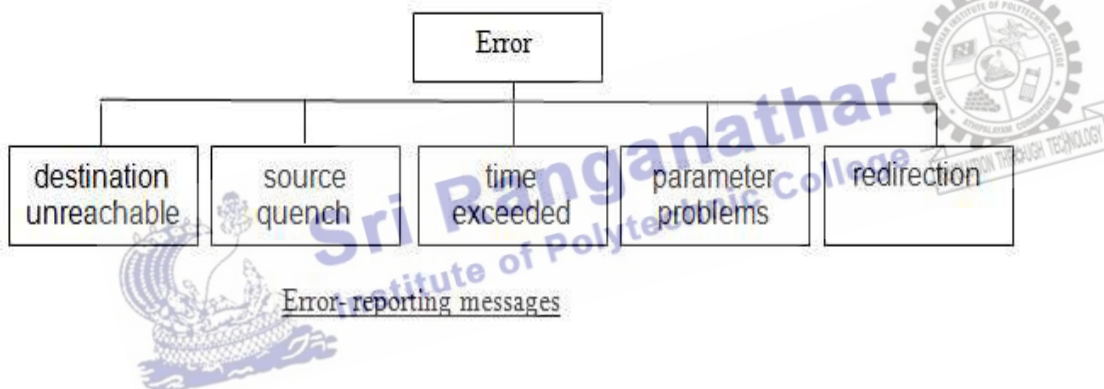 Error
destination
unreachable
source
quench
time
exceeded
parameter
problems
redirection
Sri Ranganathar
Institute of Polytechnic College
Error- reporting messages